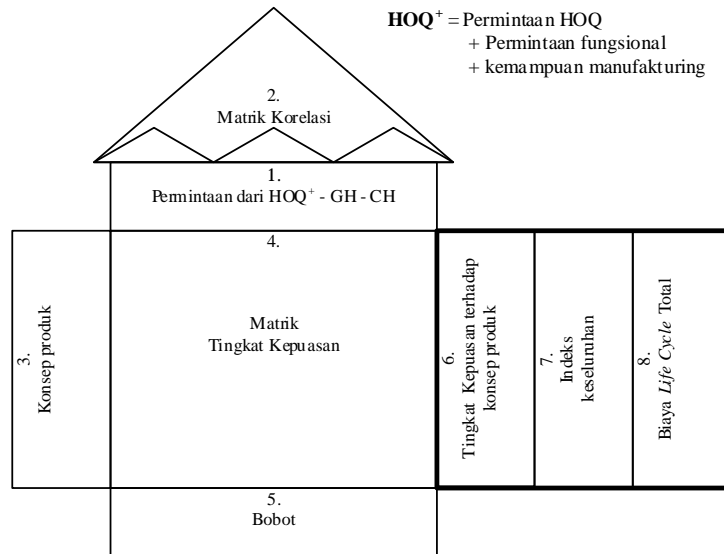 HOQ+ = Permintaan HOQ
+ Permintaan fungsional
+ kemampuan manufakturing
2.
Matrik Korelasi
1.
Permintaan dari HOQ+ - GH - CH
3.
Konsep produk
4.
Matrik
Tingkat Kepuasan
6.
Tingkat Kepuasan terhadap
konsep produk
7.
Indeks
keseluruhan
8.
Biaya Life Cycle Total
5.
Bobot